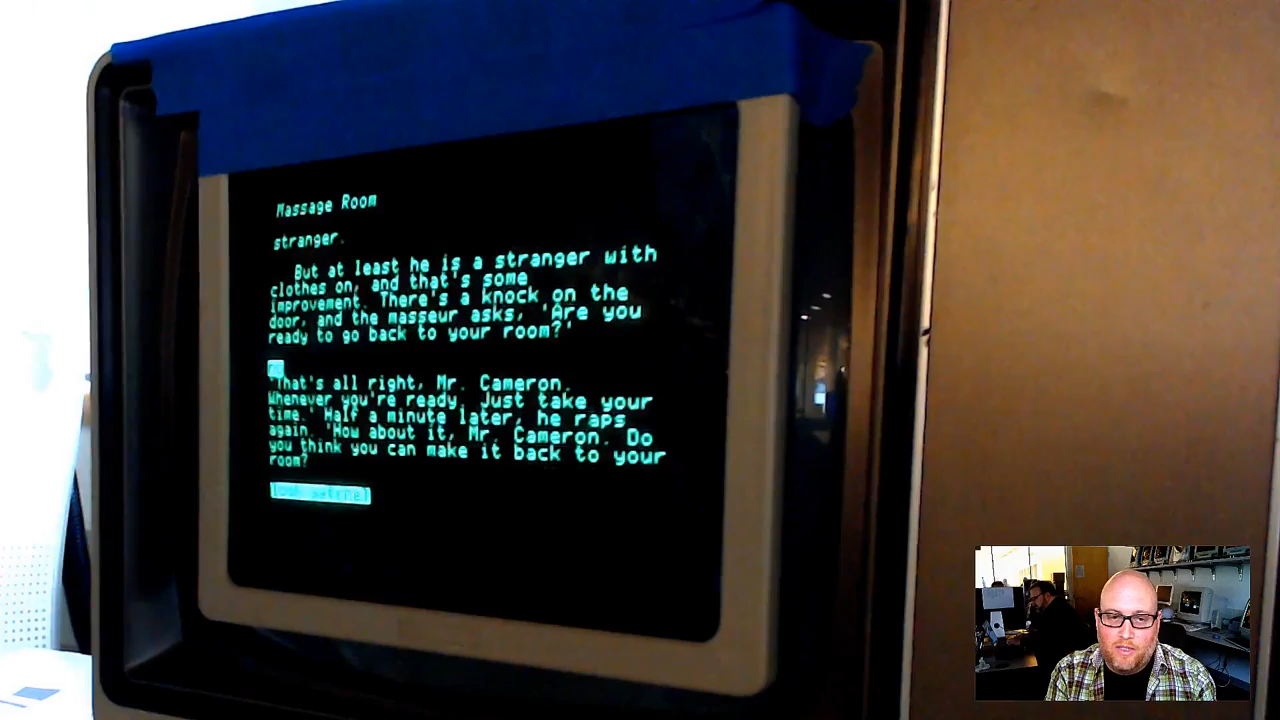 Massage Room
stranger.
But at least he is a stranger with
clothes on, and that's some
improvement. There's a knock on the
door, and the masseur asks, 'Are you
ready to go back to your room?'
no
'That's all right, Mr. Cameron.
Whenever you're ready. Just take your
time.' Half a minute later, he raps
again. 'How about it, Mr. Cameron. Do
you think you can make it back to your
room?
look